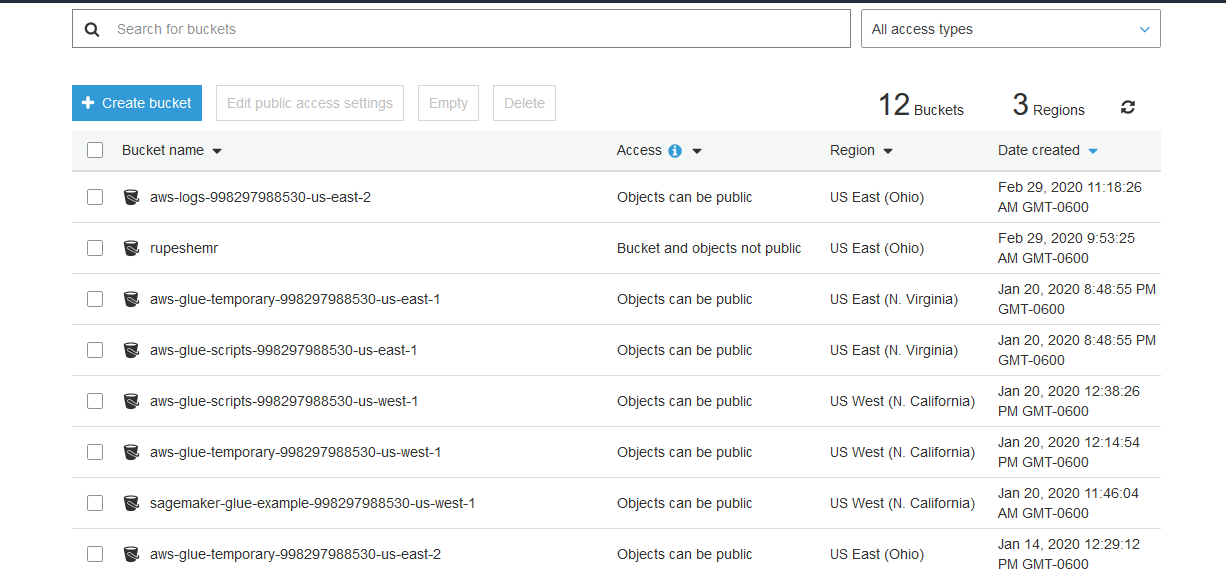 Search for buckets All access types
Create bucket Edit public access settings Empty Delete 12 Buckets 3 Regions
Bucket name Access Region Date created
aws-logs-998297988530-us-east-2 Objects can be public US East (Ohio) Feb 29, 2020 11:18:26
AM GMT-0600
rupeshemr Bucket and objects not public US East (Ohio) Feb 29, 2020 9:53:25
AM GMT-0600
aws-glue-temporary-998297988530-us-east-1 Objects can be public US East (N. Virginia) Jan 20, 2020 8:48:55 PM
GMT-0600
aws-glue-scripts-998297988530-us-east-1 Objects can be public US East (N. Virginia) Jan 20, 2020 8:48:55 PM
GMT-0600
aws-glue-scripts-998297988530-us-west-1 Objects can be public US West (N. California) Jan 20, 2020 12:38:26
PM GMT-0600
aws-glue-temporary-998297988530-us-west-1 Objects can be public US West (N. California) Jan 20, 2020 12:14:54
PM GMT-0600
sagemaker-glue-example-998297988530-us-west-1 Objects can be public US West (N. California) Jan 20, 2020 11:46:04
AM GMT-0600
aws-glue-temporary-998297988530-us-east-2 Objects can be public US East (Ohio) Jan 14, 2020 12:29:12
PM GMT-0600